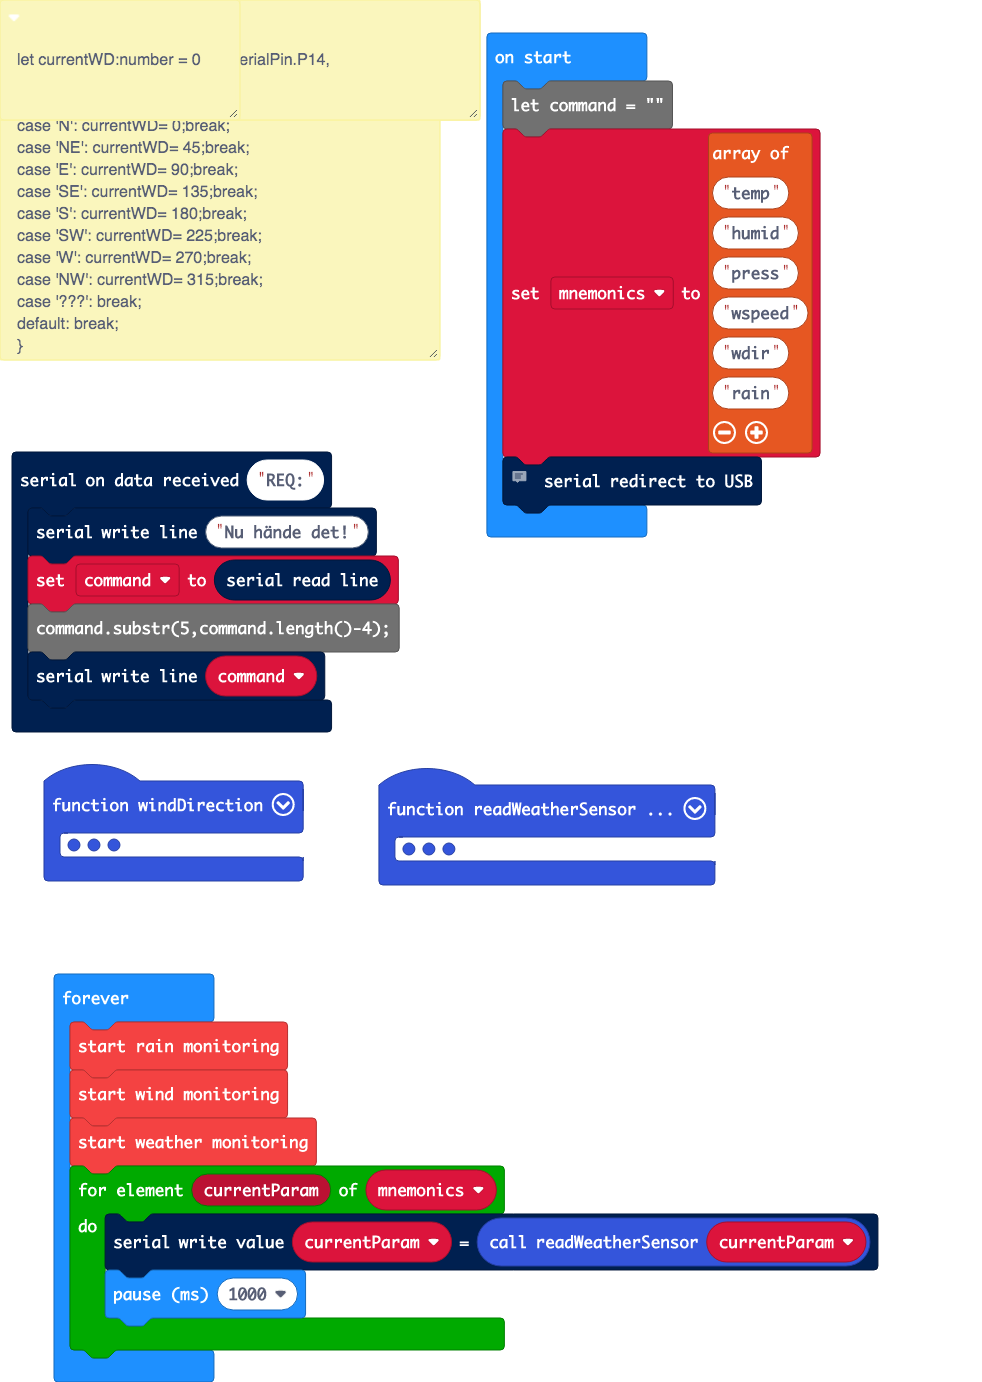 let currentWD:number = 0
erialPin.P14,
case 'N': currentWD= 0;break;
case 'NE': currentWD= 45;break;
case 'E': currentWD= 90;break;
case 'SE': currentWD= 135;break;
case 'S': currentWD= 180;break;
case 'SW': currentWD= 225;break;
case 'W': currentWD= 270;break;
case 'NW': currentWD= 315;break;
case '???': break;
default: break;
}
on start
let command = ""
set mnemonics to
array of
"temp"
"humid"
"press"
"wspeed"
"wdir"
"rain"
serial redirect to USB
serial on data received "REQ:"
serial write line "Nu hände det!"
set command to serial read line
command.substr(5,command.length()-4);
serial write line command
function windDirection
function readWeatherSensor ...
forever
start rain monitoring
start wind monitoring
start weather monitoring
for element currentParam of mnemonics
do
serial write value currentParam = call readWeatherSensor currentParam
pause (ms) 1000